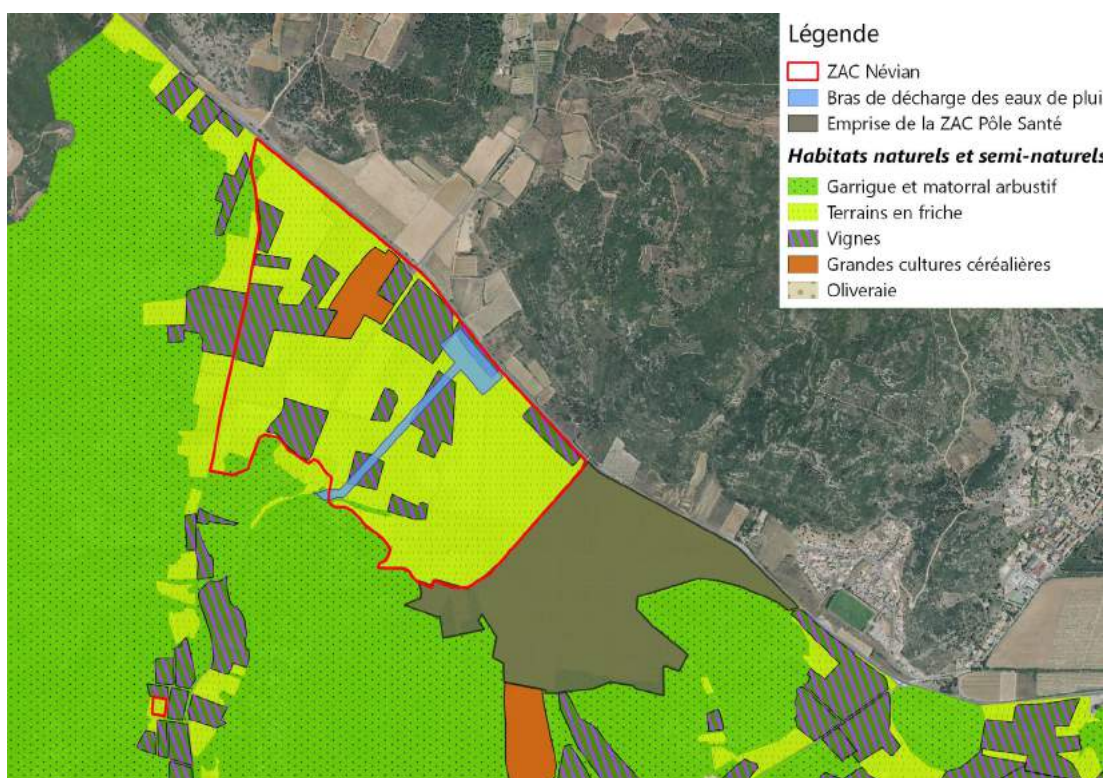 Légende
ZAC Névian
Bras de décharge des eaux de plui
Emprise de la ZAC Pôle Santé
Habitats naturels et semi-naturels
Garrigue et matorral arbustif
Terrains en friche
Vignes
Grandes cultures céréalières
Oliveraie